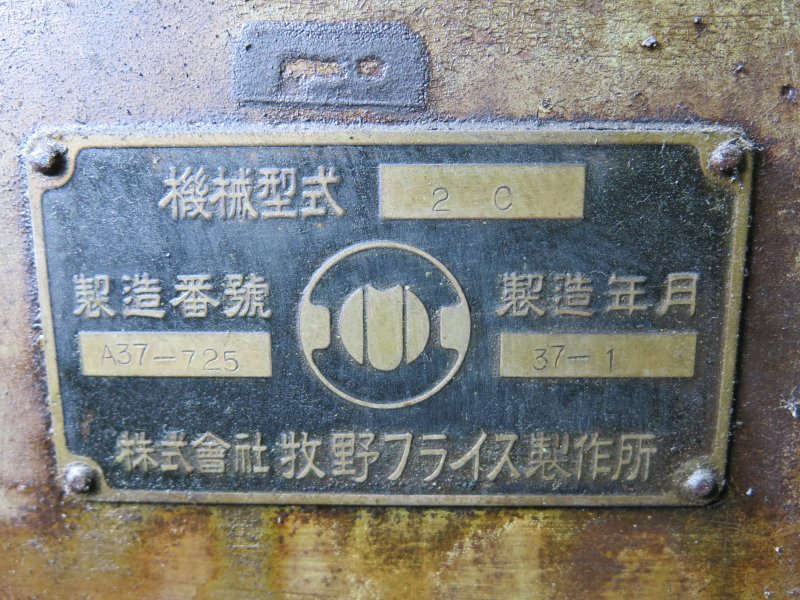 機械型式 2 C
製造番號 製造年月
A37-725 37-1
株式會社 牧野フライス製作所